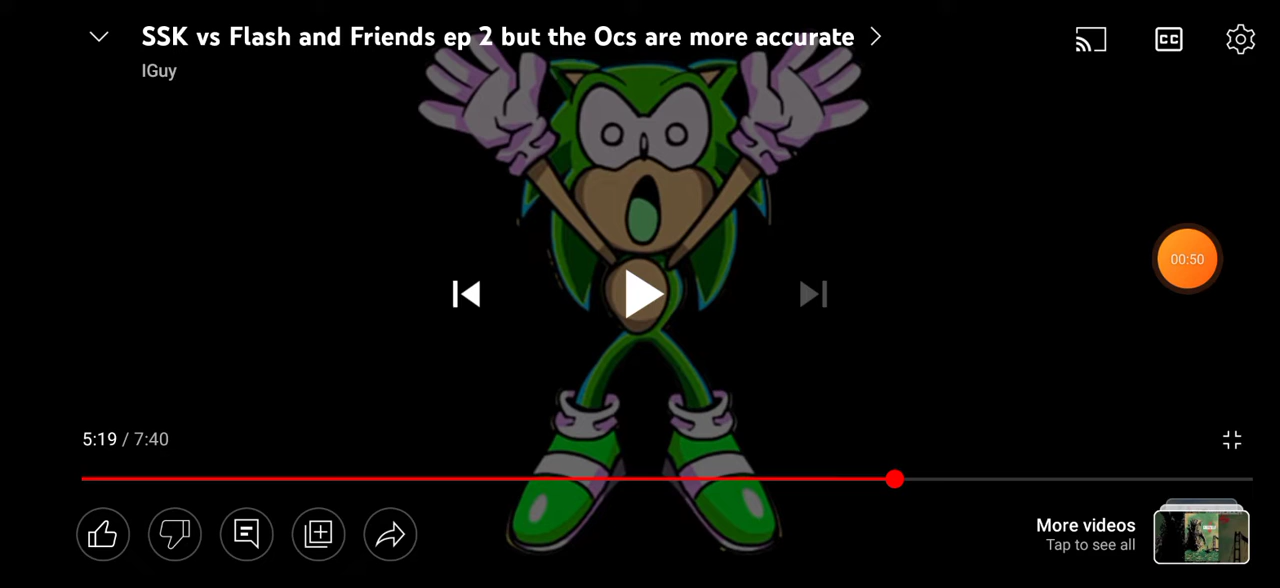 SSK vs Flash and Friends ep 2 but the Ocs are more accurate
IGuy
CC
00:50
5:19 / 7:40
More videos
Tap to see all